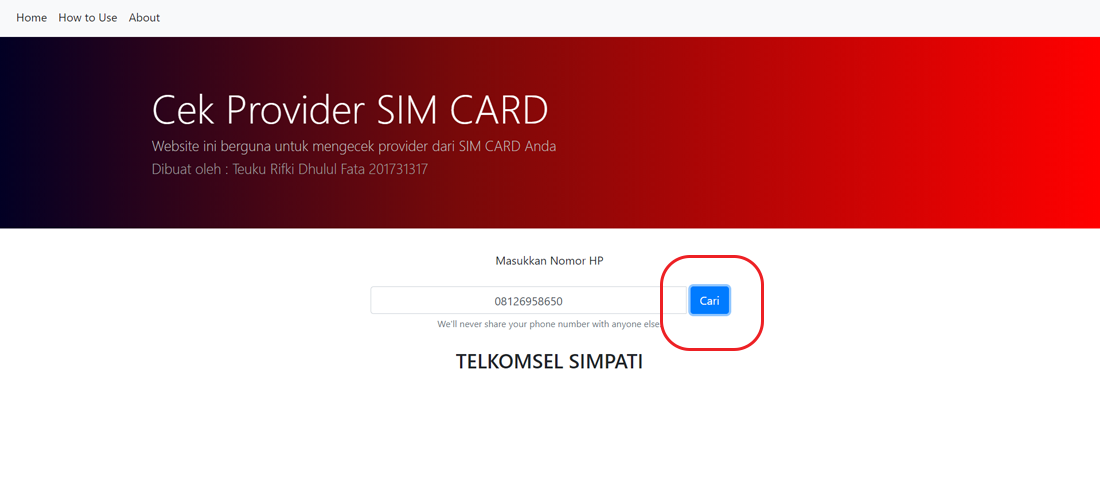 Home How to Use About
Cek Provider SIM CARD
Website ini berguna untuk mengecek provider dari SIM CARD Anda
Dibuat oleh : Teuku Rifki Dhulul Fata 201731317
Masukkan Nomor HP
08126958650 Cari
We'll never share your phone number with anyone else
TELKOMSEL SIMPATI